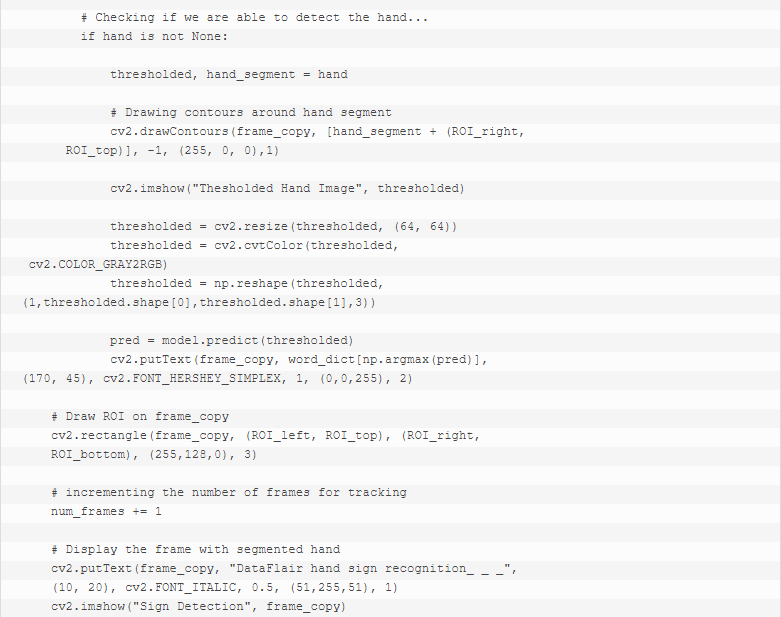 # Checking if we are able to detect the hand...
if hand is not None:
thresholded, hand_segment = hand
# Drawing contours around hand segment
cv2.drawContours(frame_copy, [hand_segment + (ROI_right,
ROI_top)], -1, (255, 0, 0),1)
cv2.imshow("Thesholded Hand Image", thresholded)
thresholded = cv2.resize(thresholded, (64, 64))
thresholded = cv2.cvtColor(thresholded,
cv2.COLOR_GRAY2RGB)
thresholded = np.reshape(thresholded,
(1,thresholded.shape[0],thresholded.shape[1],3))
pred = model.predict(thresholded)
cv2.putText(frame_copy, word_dict[np.argmax(pred)],
(170, 45), cv2.FONT_HERSHEY_SIMPLEX, 1, (0,0,255), 2)
# Draw ROI on frame_copy
cv2.rectangle(frame_copy, (ROI_left, ROI_top), (ROI_right,
ROI_bottom), (255,128,0), 3)
# incrementing the number of frames for tracking
num_frames += 1
# Display the frame with segmented hand
cv2.putText(frame_copy, "DataFlair hand sign recognition_ _ _",
(10, 20), cv2.FONT_ITALIC, 0.5, (51,255,51), 1)
cv2.imshow("Sign Detection", frame_copy)